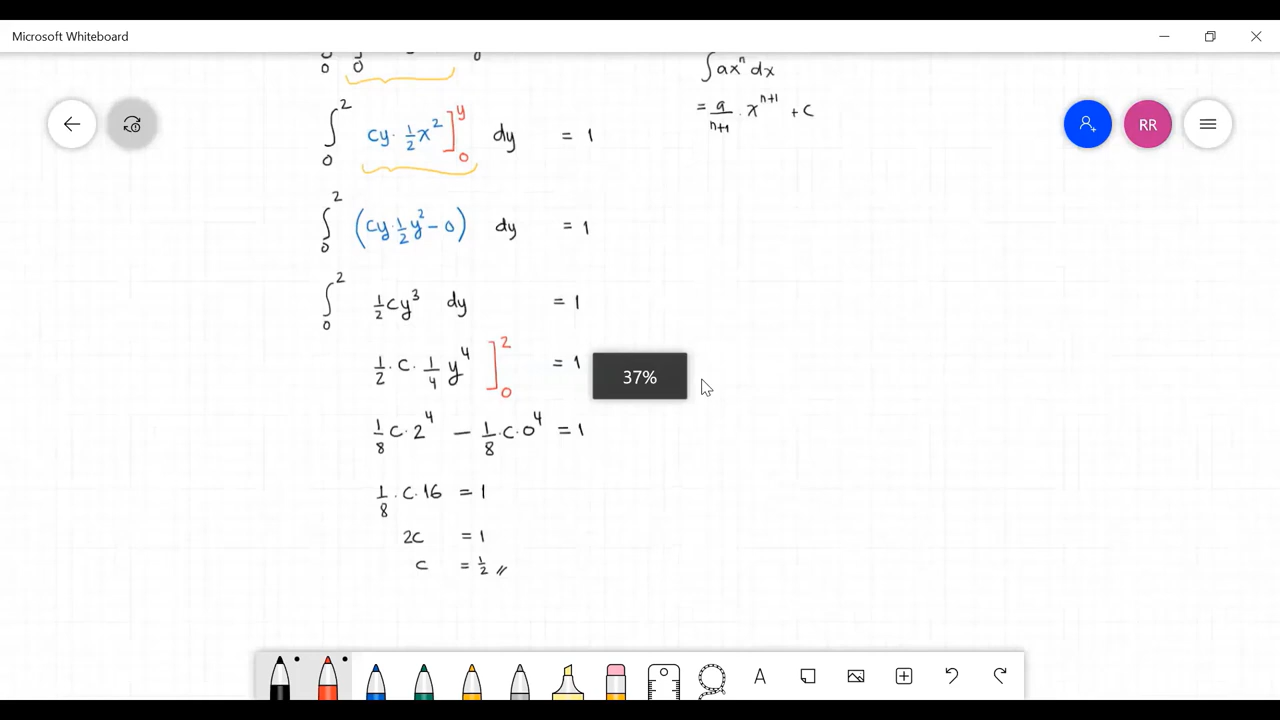 Microsoft Whiteboard
RR
∫₀² cy · ½x² ]₀^y dy = 1
∫₀² (cy · ½y² − 0) dy = 1
∫₀² ½cy³ dy = 1
½ · c · ¼ y⁴ ]₀² = 1
⅛ c · 2⁴ − ⅛ · c · 0⁴ = 1
⅛ · c · 16 = 1
2c = 1
c = ½ //
∫axⁿ dx
= a/(n+1) · x^(n+1) + c
37%
A